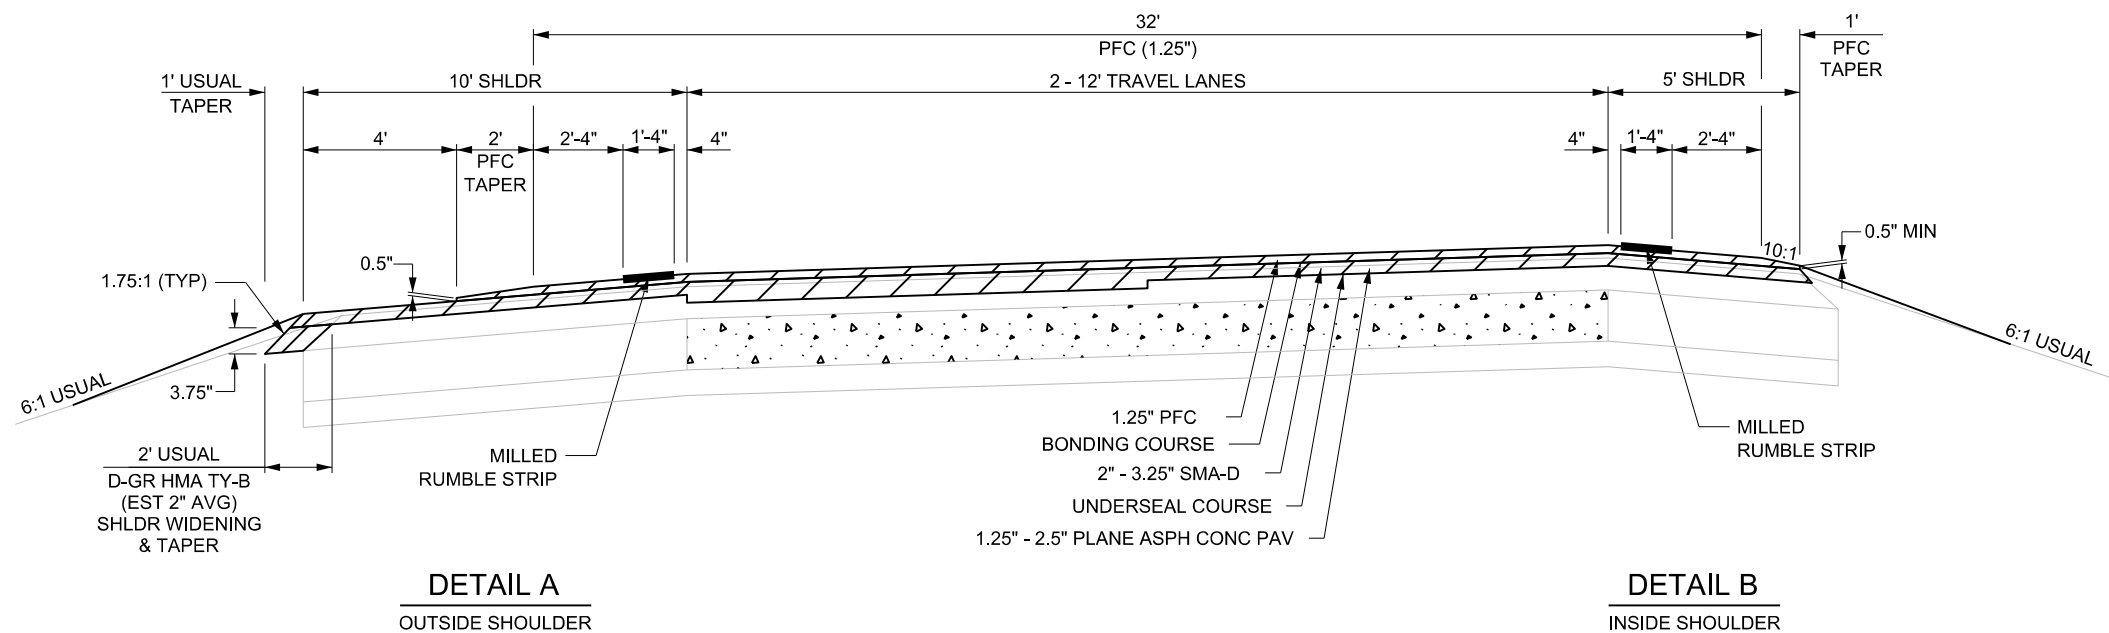 32'
PFC (1.25")
1'
PFC
TAPER
1' USUAL
TAPER
10' SHLDR
2 - 12' TRAVEL LANES
5' SHLDR
4'
2'
PFC
TAPER
2'-4"
1'-4"
4"
4"
1'-4"
2'-4"
0.5"
1.75:1 (TYP)
10:1
0.5" MIN
6:1 USUAL
6:1 USUAL
3.75"
2' USUAL
D-GR HMA TY-B
(EST 2" AVG)
SHLDR WIDENING
& TAPER
MILLED
RUMBLE STRIP
1.25" PFC
BONDING COURSE
2" - 3.25" SMA-D
UNDERSEAL COURSE
1.25" - 2.5" PLANE ASPH CONC PAV
MILLED
RUMBLE STRIP
DETAIL A
OUTSIDE SHOULDER
DETAIL B
INSIDE SHOULDER